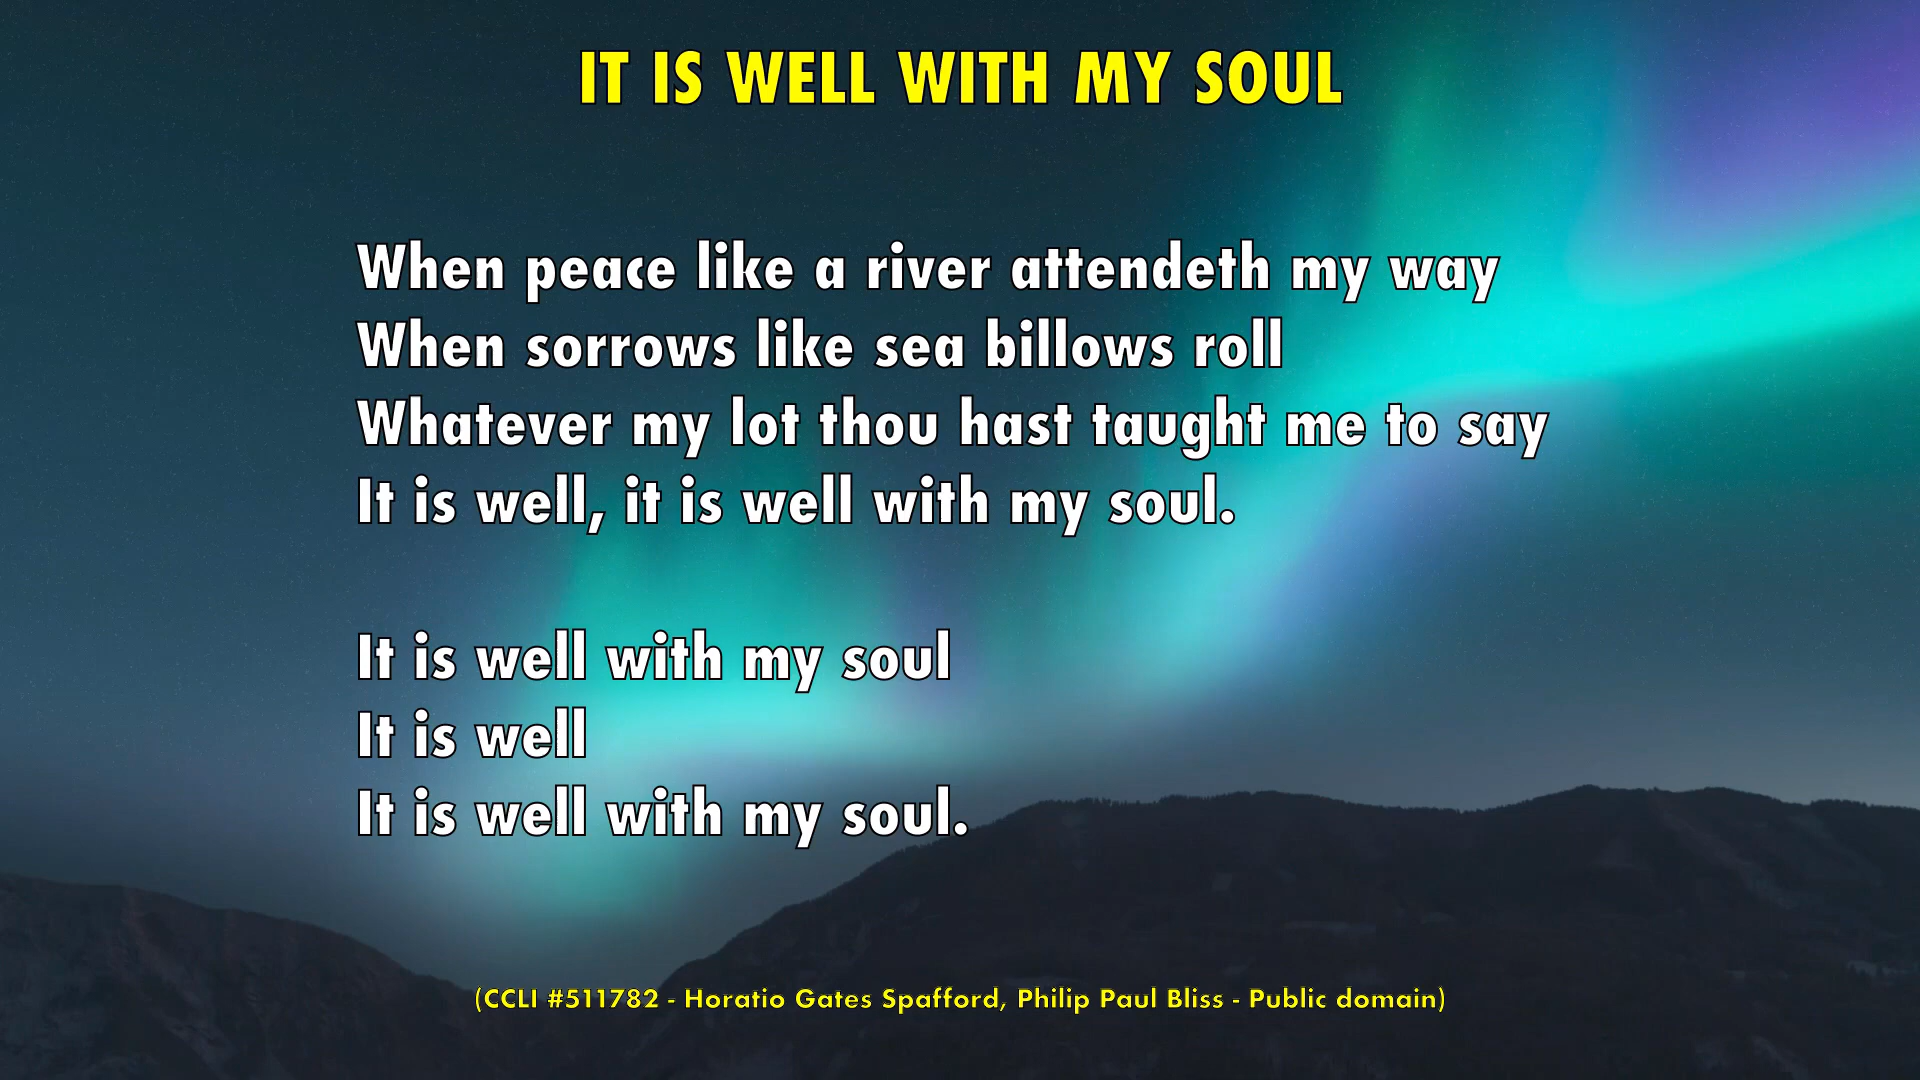 IT IS WELL WITH MY SOUL
When peace like a river attendeth my way
When sorrows like sea billows roll
Whatever my lot thou hast taught me to say
It is well, it is well with my soul.
It is well with my soul
It is well
It is well with my soul.
(CCLI #511782 - Horatio Gates Spafford, Philip Paul Bliss - Public domain)